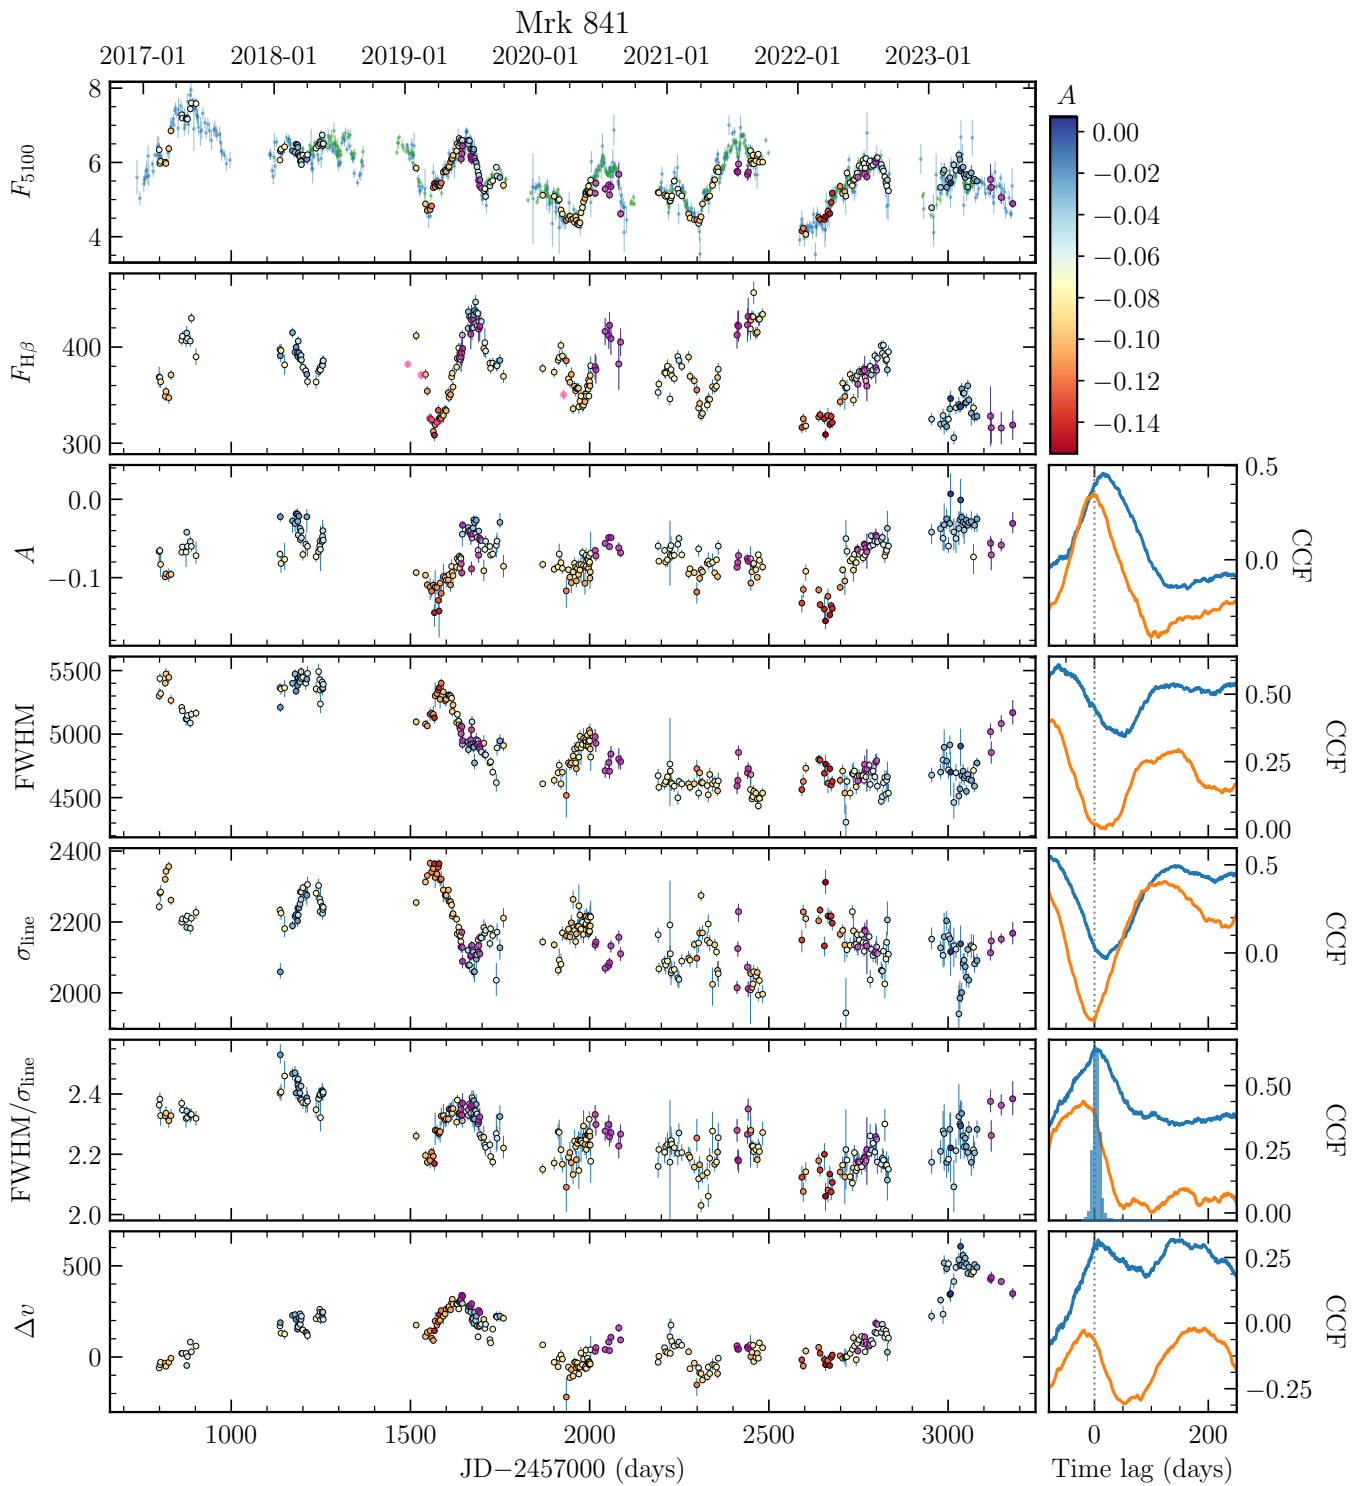 Mrk 841
2017-01 2018-01 2019-01 2020-01 2021-01 2022-01 2023-01
A
8
6
4
F5100
0.00
−0.02
−0.04
−0.06
−0.08
−0.10
−0.12
−0.14
400
300
FHβ
0.0
−0.1
A
0.5
0.0
CCF
5500
5000
4500
FWHM
0.50
0.25
0.00
CCF
2400
2200
2000
σline
0.5
0.0
CCF
2.4
2.2
2.0
FWHM/σline
0.50
0.25
0.00
CCF
500
0
Δv
0.25
0.00
−0.25
CCF
1000 1500 2000 2500 3000
0 200
JD−2457000 (days)
Time lag (days)